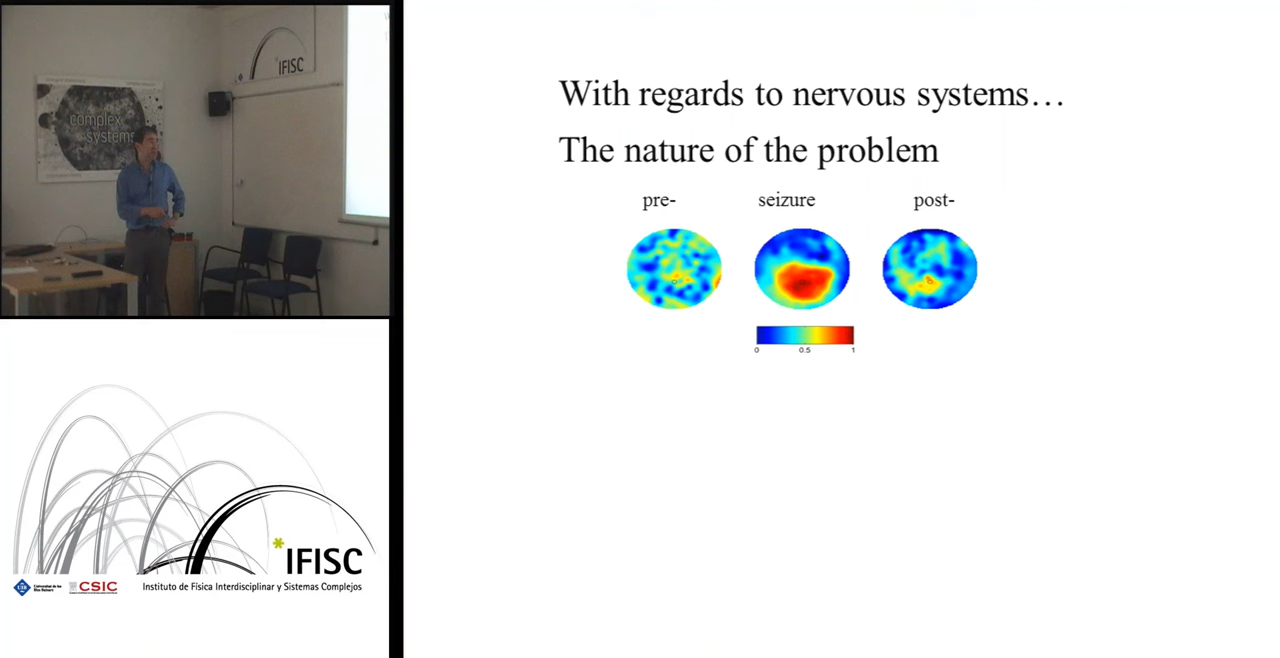 IFISC
complex
systems
With regards to nervous systems…
The nature of the problem
pre-
seizure
post-
0
0.5
1
*IFISC
UIB
CSIC
Instituto de Física Interdisciplinar y Sistemas Complejos